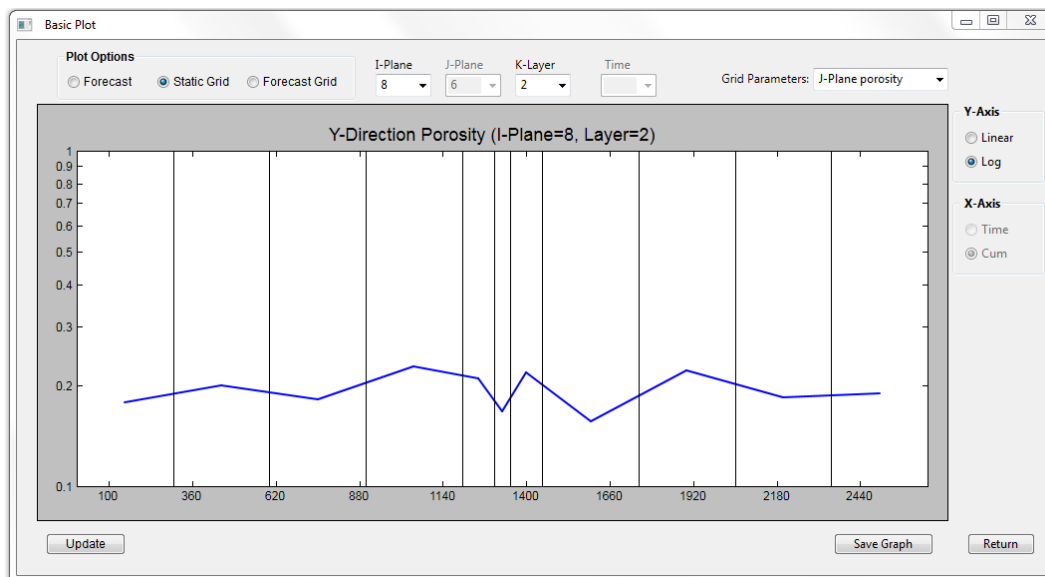 Basic Plot
Plot Options
Forecast
Static Grid
Forecast Grid
I-Plane
8
J-Plane
6
K-Layer
2
Time
Grid Parameters:
J-Plane porosity
Y-Direction Porosity (I-Plane=8, Layer=2)
1
0.9
0.8
0.7
0.6
0.5
0.4
0.3
0.2
0.1
100 360 620 880 1140 1400 1660 1920 2180 2440
Y-Axis
Linear
Log
X-Axis
Time
Cum
Update
Save Graph
Return